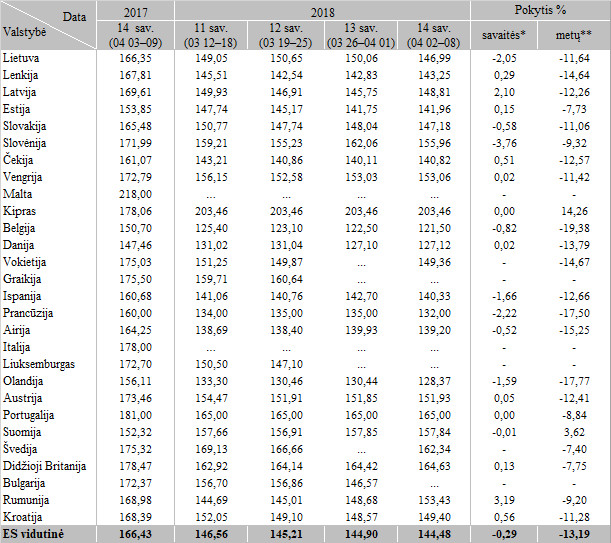 Data 2017 2018 Pokytis %
Valstybė 14 sav. (04 03–09) 11 sav. (03 12–18) 12 sav. (03 19–25) 13 sav. (03 26–04 01) 14 sav. (04 02–08) savaitės* metų**
Lietuva 166,35 149,05 150,65 150,06 146,99 -2,05 -11,64
Lenkija 167,81 145,51 142,54 142,83 143,25 0,29 -14,64
Latvija 169,61 149,93 146,91 145,75 148,81 2,10 -12,26
Estija 153,85 147,74 145,17 141,75 141,96 0,15 -7,73
Slovakija 165,48 150,77 147,74 148,04 147,18 -0,58 -11,06
Slovėnija 171,99 159,21 155,23 162,06 155,96 -3,76 -9,32
Čekija 161,07 143,21 140,86 140,11 140,82 0,51 -12,57
Vengrija 172,79 156,15 152,58 153,03 153,06 0,02 -11,42
Malta 218,00 ... ... ... ... - -
Kipras 178,06 203,46 203,46 203,46 203,46 0,00 14,26
Belgija 150,70 125,40 123,10 122,50 121,50 -0,82 -19,38
Danija 147,46 131,02 131,04 127,10 127,12 0,02 -13,79
Vokietija 175,03 151,25 149,87 ... 149,36 - -14,67
Graikija 175,50 159,71 160,64 ... ... - -
Ispanija 160,68 141,06 140,76 142,70 140,33 -1,66 -12,66
Prancūzija 160,00 134,00 135,00 135,00 132,00 -2,22 -17,50
Airija 164,25 138,69 138,40 139,93 139,20 -0,52 -15,25
Italija 178,00 ... ... ... ... - -
Liuksemburgas 172,70 150,50 147,10 ... ... - -
Olandija 156,11 133,30 130,46 130,44 128,37 -1,59 -17,77
Austrija 173,46 154,47 151,91 151,85 151,93 0,05 -12,41
Portugalija 181,00 165,00 165,00 165,00 165,00 0,00 -8,84
Suomija 152,32 157,66 156,91 157,85 157,84 -0,01 3,62
Švedija 175,32 169,13 166,66 ... 162,34 - -7,40
Didžioji Britanija 178,47 162,92 164,14 164,42 164,63 0,13 -7,75
Bulgarija 172,37 156,70 156,86 146,57 ... - -
Rumunija 168,98 144,69 145,01 148,68 153,43 3,19 -9,20
Kroatija 168,39 152,05 149,10 148,57 149,40 0,56 -11,28
ES vidutinė 166,43 146,56 145,21 144,90 144,48 -0,29 -13,19